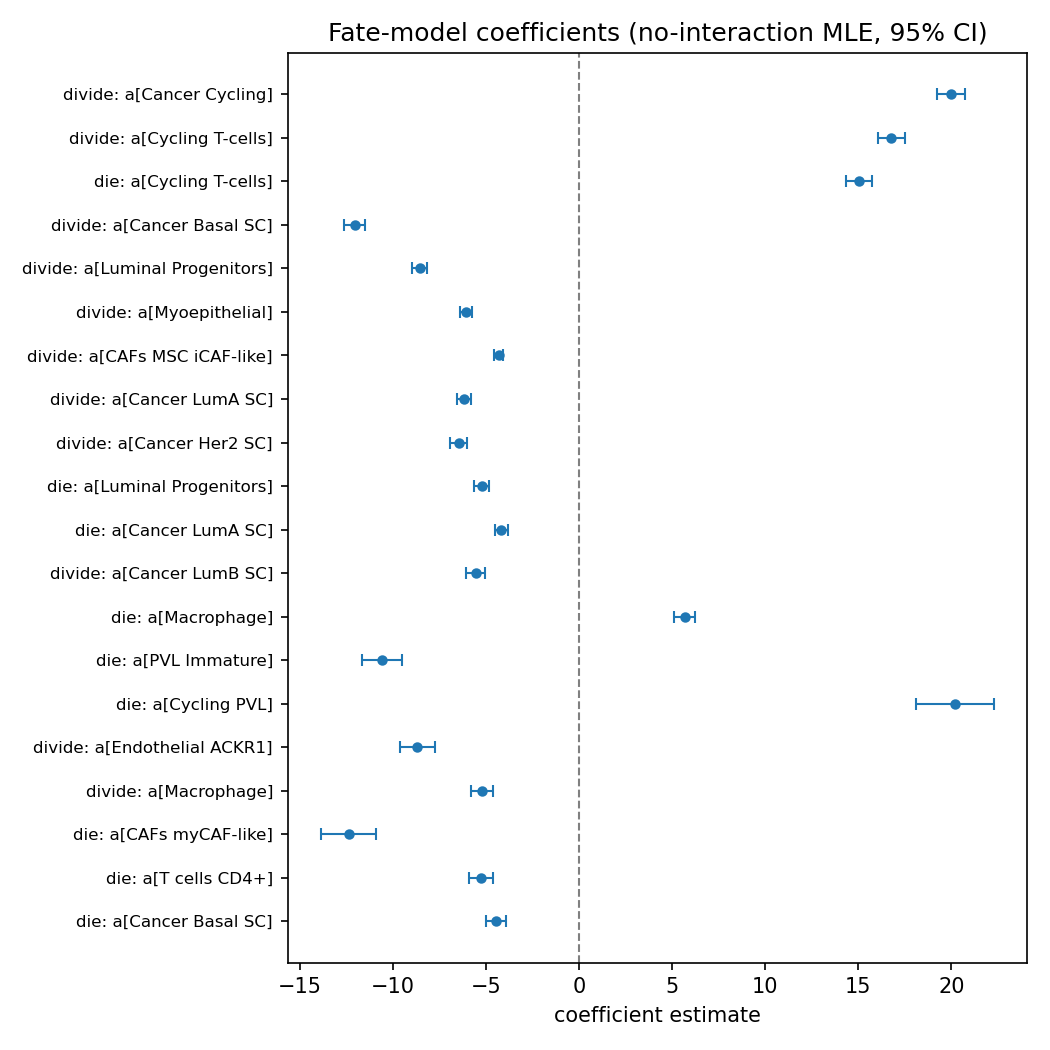 Fate-model coefficients (no-interaction MLE, 95% CI)
divide: a[Cancer Cycling]
divide: a[Cycling T-cells]
die: a[Cycling T-cells]
divide: a[Cancer Basal SC]
divide: a[Luminal Progenitors]
divide: a[Myoepithelial]
divide: a[CAFs MSC iCAF-like]
divide: a[Cancer LumA SC]
divide: a[Cancer Her2 SC]
die: a[Luminal Progenitors]
die: a[Cancer LumA SC]
divide: a[Cancer LumB SC]
die: a[Macrophage]
die: a[PVL Immature]
die: a[Cycling PVL]
divide: a[Endothelial ACKR1]
divide: a[Macrophage]
die: a[CAFs myCAF-like]
die: a[T cells CD4+]
die: a[Cancer Basal SC]
−15 −10 −5 0 5 10 15 20
coefficient estimate